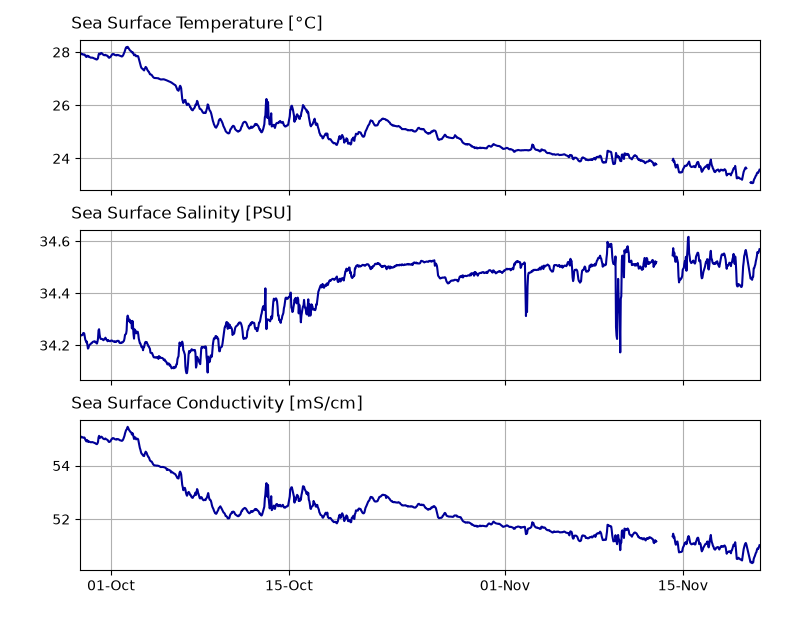 Sea Surface Temperature [°C]
28
26
24
Sea Surface Salinity [PSU]
34.6
34.4
34.2
Sea Surface Conductivity [mS/cm]
54
52
01-Oct 15-Oct 01-Nov 15-Nov